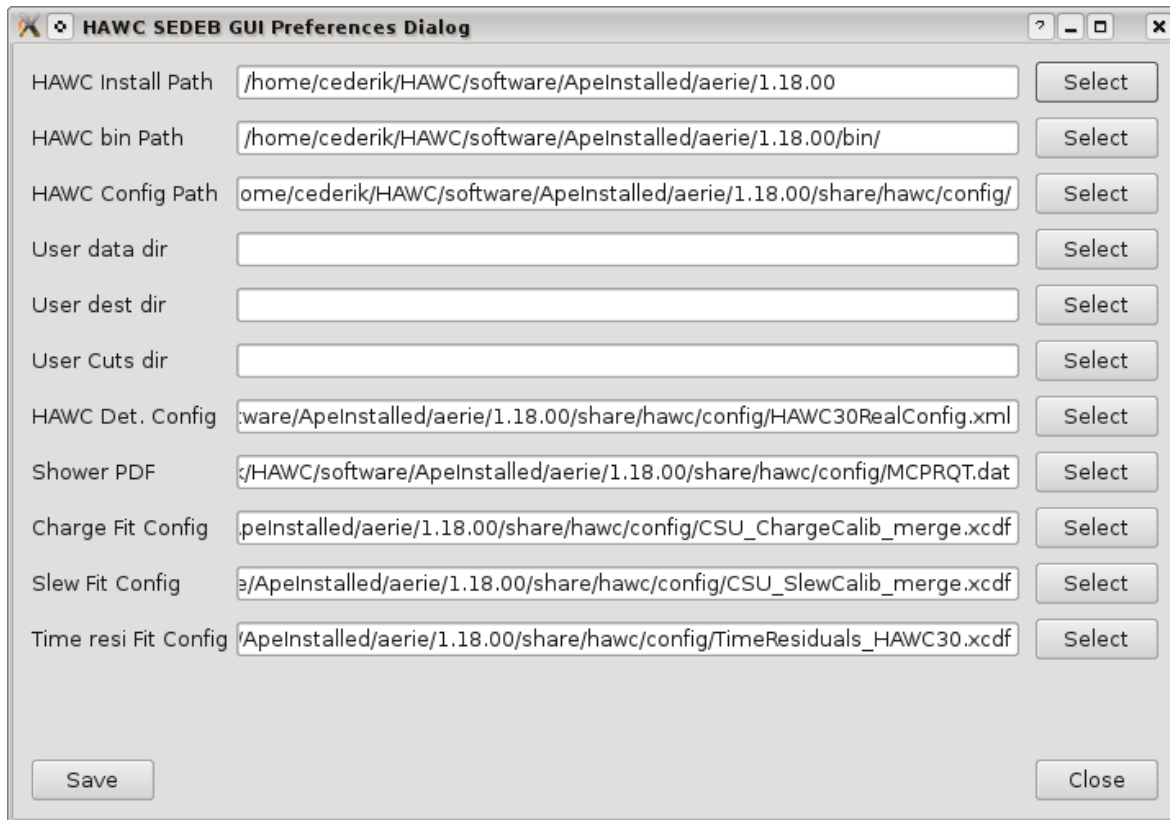 HAWC SEDEB GUI Preferences Dialog
HAWC Install Path /home/cederik/HAWC/software/ApeInstalled/aerie/1.18.00 Select
HAWC bin Path /home/cederik/HAWC/software/ApeInstalled/aerie/1.18.00/bin/ Select
HAWC Config Path ome/cederik/HAWC/software/ApeInstalled/aerie/1.18.00/share/hawc/config/ Select
User data dir Select
User dest dir Select
User Cuts dir Select
HAWC Det. Config tware/ApeInstalled/aerie/1.18.00/share/hawc/config/HAWC30RealConfig.xml Select
Shower PDF k/HAWC/software/ApeInstalled/aerie/1.18.00/share/hawc/config/MCPRQT.dat Select
Charge Fit Config ApeInstalled/aerie/1.18.00/share/hawc/config/CSU_ChargeCalib_merge.xcdf Select
Slew Fit Config e/ApeInstalled/aerie/1.18.00/share/hawc/config/CSU_SlewCalib_merge.xcdf Select
Time resi Fit Config /ApeInstalled/aerie/1.18.00/share/hawc/config/TimeResiduals_HAWC30.xcdf Select
Save Close